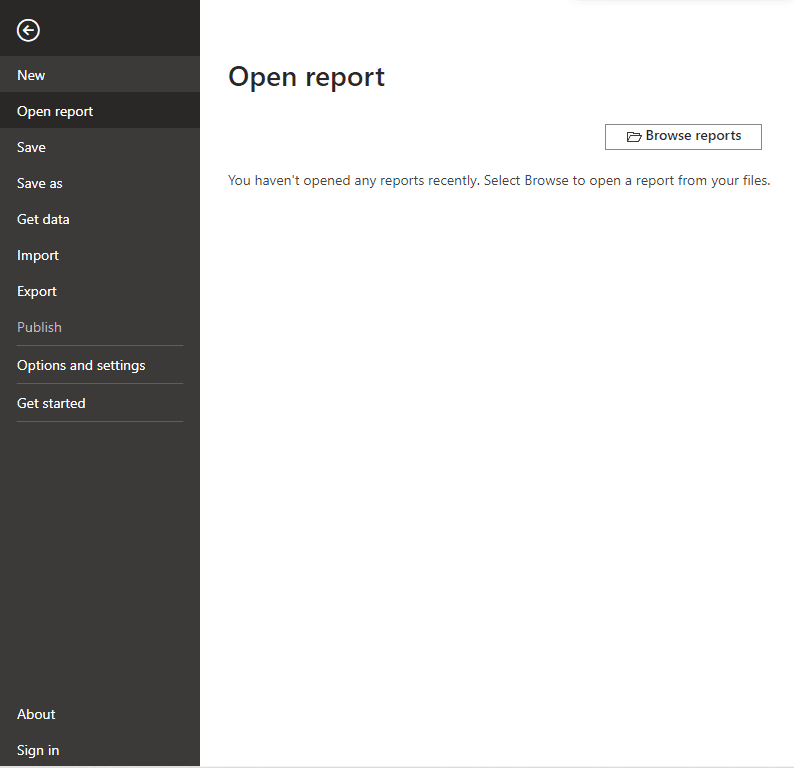 New
Open report
Save
Save as
Get data
Import
Export
Publish
Options and settings
Get started
About
Sign in
Open report
Browse reports
You haven't opened any reports recently. Select Browse to open a report from your files.